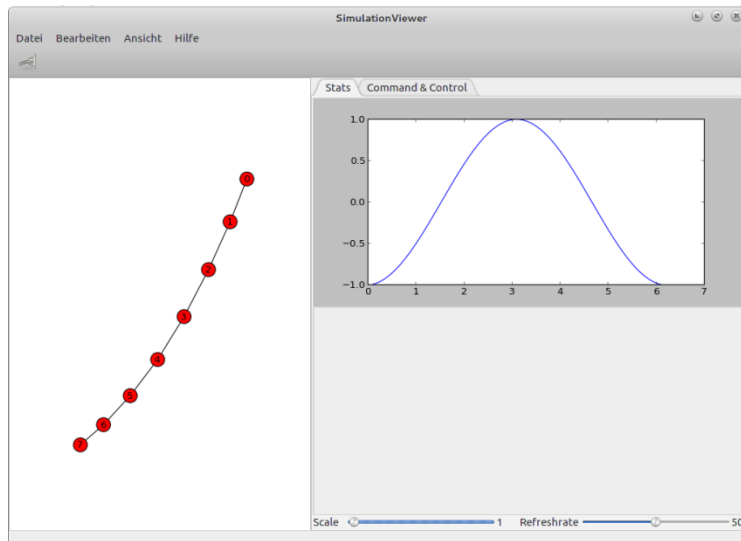 SimulationViewer
Datei Bearbeiten Ansicht Hilfe
Stats Command & Control
0
1
2
3
4
5
6
7
1.0
0.5
0.0
−0.5
−1.0
0 1 2 3 4 5 6 7
Scale 1 Refreshrate 50